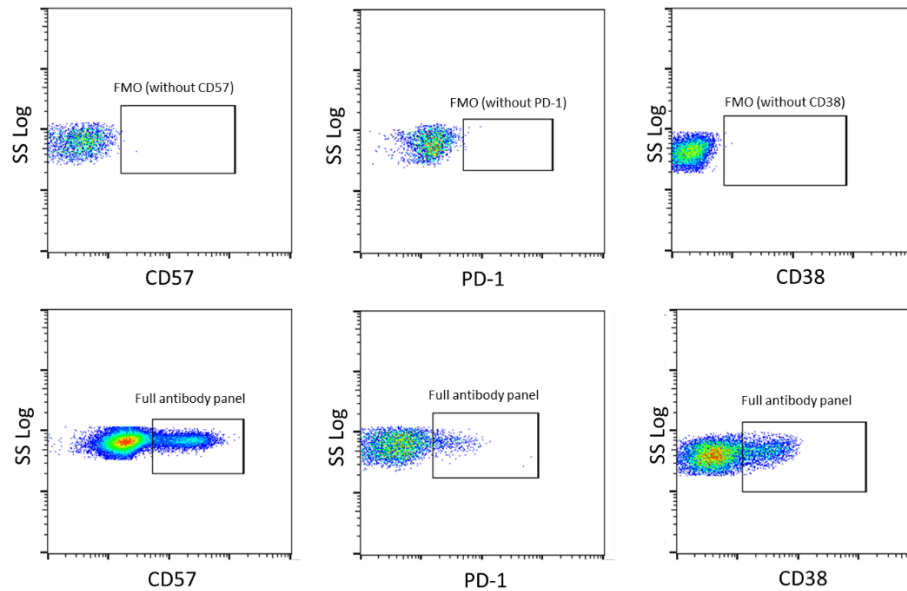 FMO (without CD57)
SS Log
CD57
FMO (without PD-1)
SS Log
PD-1
FMO (without CD38)
SS Log
CD38
Full antibody panel
SS Log
CD57
Full antibody panel
SS Log
PD-1
Full antibody panel
SS Log
CD38